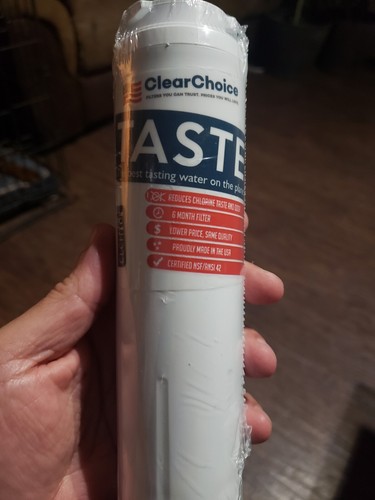 ClearChoice
FILTERS YOU CAN TRUST. PRICES YOU WILL LOVE.
TASTE
best tasting water on the plan
REDUCES CHLORINE TASTE AND ODOR
6 MONTH FILTER
$ LOWER PRICE, SAME QUALITY
PROUDLY MADE IN THE USA
CERTIFIED NSF/ANSI 42